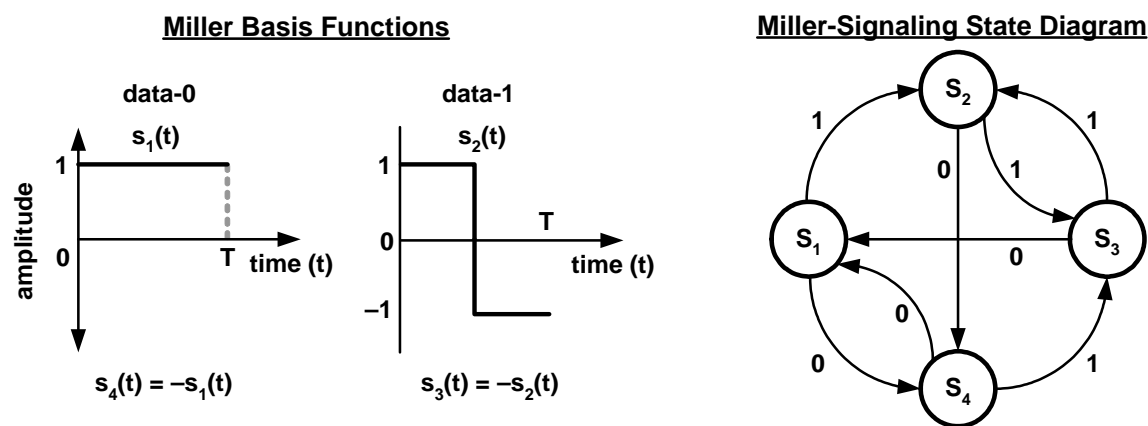 Miller Basis Functions
data-0
s₁(t)
1
0
T
time (t)
amplitude
s₄(t) = –s₁(t)
data-1
s₂(t)
1
0
–1
T
time (t)
s₃(t) = –s₂(t)
Miller-Signaling State Diagram
S₂
1
1
0
1
S₁
S₃
0
0
0
1
S₄